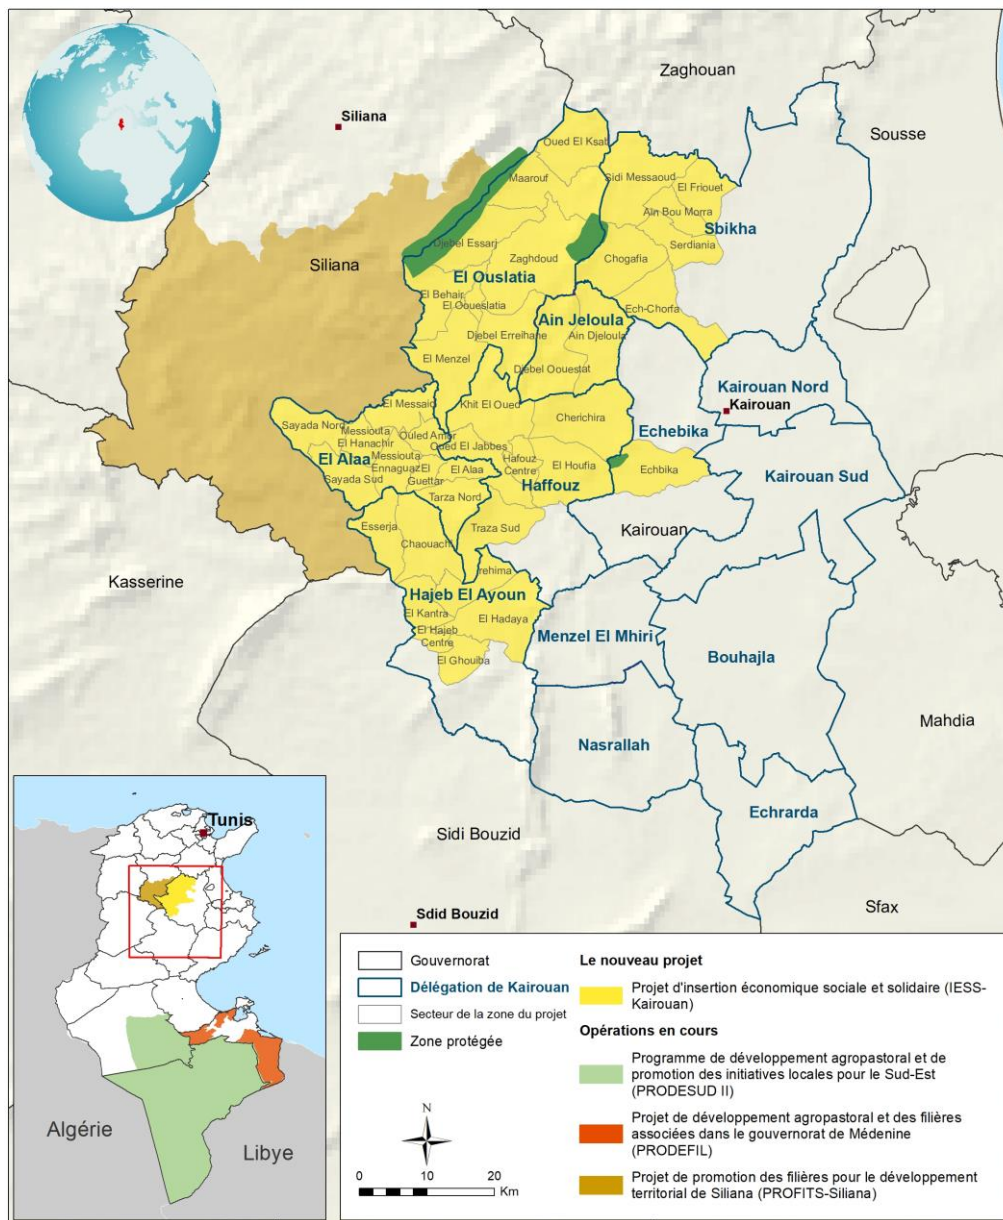 Zaghouan
Siliana
Sousse
Oued El Ksab
Maarouf
Sidi Messaoud
El Friouet
Ain Bou Morra
Sbikha
Serdiania
Djebel Essarj
Zaghdoud
Chogafia
Siliana
El Ouslatia
El Behair
El Ooueslatia
Ech-Chorfa
Ain Jeloula
Djebel Erreihane
Ain Djeloula
El Menzel
Djebel Oouestat
Kairouan Nord
Kairouan
El Messaid
Khit El Oued
Cherichira
Sayada Nord
Messiouta
El Hanachir
Ouled Amor
Oued El Jabbes
Echebika
El Alaa
Messiouta
Ennaguaz
El
Guettar
El Alaa
Hafouz
Centre
El Houfia
Echbika
Kairouan Sud
Sayada Sud
Haffouz
Tarza Nord
Traza Sud
Kairouan
Esserja
Chaouach
Kasserine
rehima
Hajeb El Ayoun
El Kantra
El Hadaya
El Hajeb
Centre
El Ghouiba
Menzel El Mhiri
Bouhajla
Mahdia
Nasrallah
Echrarda
Sidi Bouzid
Sdid Bouzid
Sfax
Tunis
Algérie
Libye
Gouvernorat
Délégation de Kairouan
Secteur de la zone du projet
Zone protégée
N
0 10 20
Km
Le nouveau projet
Projet d'insertion économique sociale et solidaire (IESS-
Kairouan)
Opérations en cours
Programme de développement agropastoral et de
promotion des initiatives locales pour le Sud-Est
(PRODESUD II)
Projet de développement agropastoral et des filières
associées dans le gouvernorat de Médenine
(PRODEFIL)
Projet de promotion des filières pour le développement
territorial de Siliana (PROFITS-Siliana)